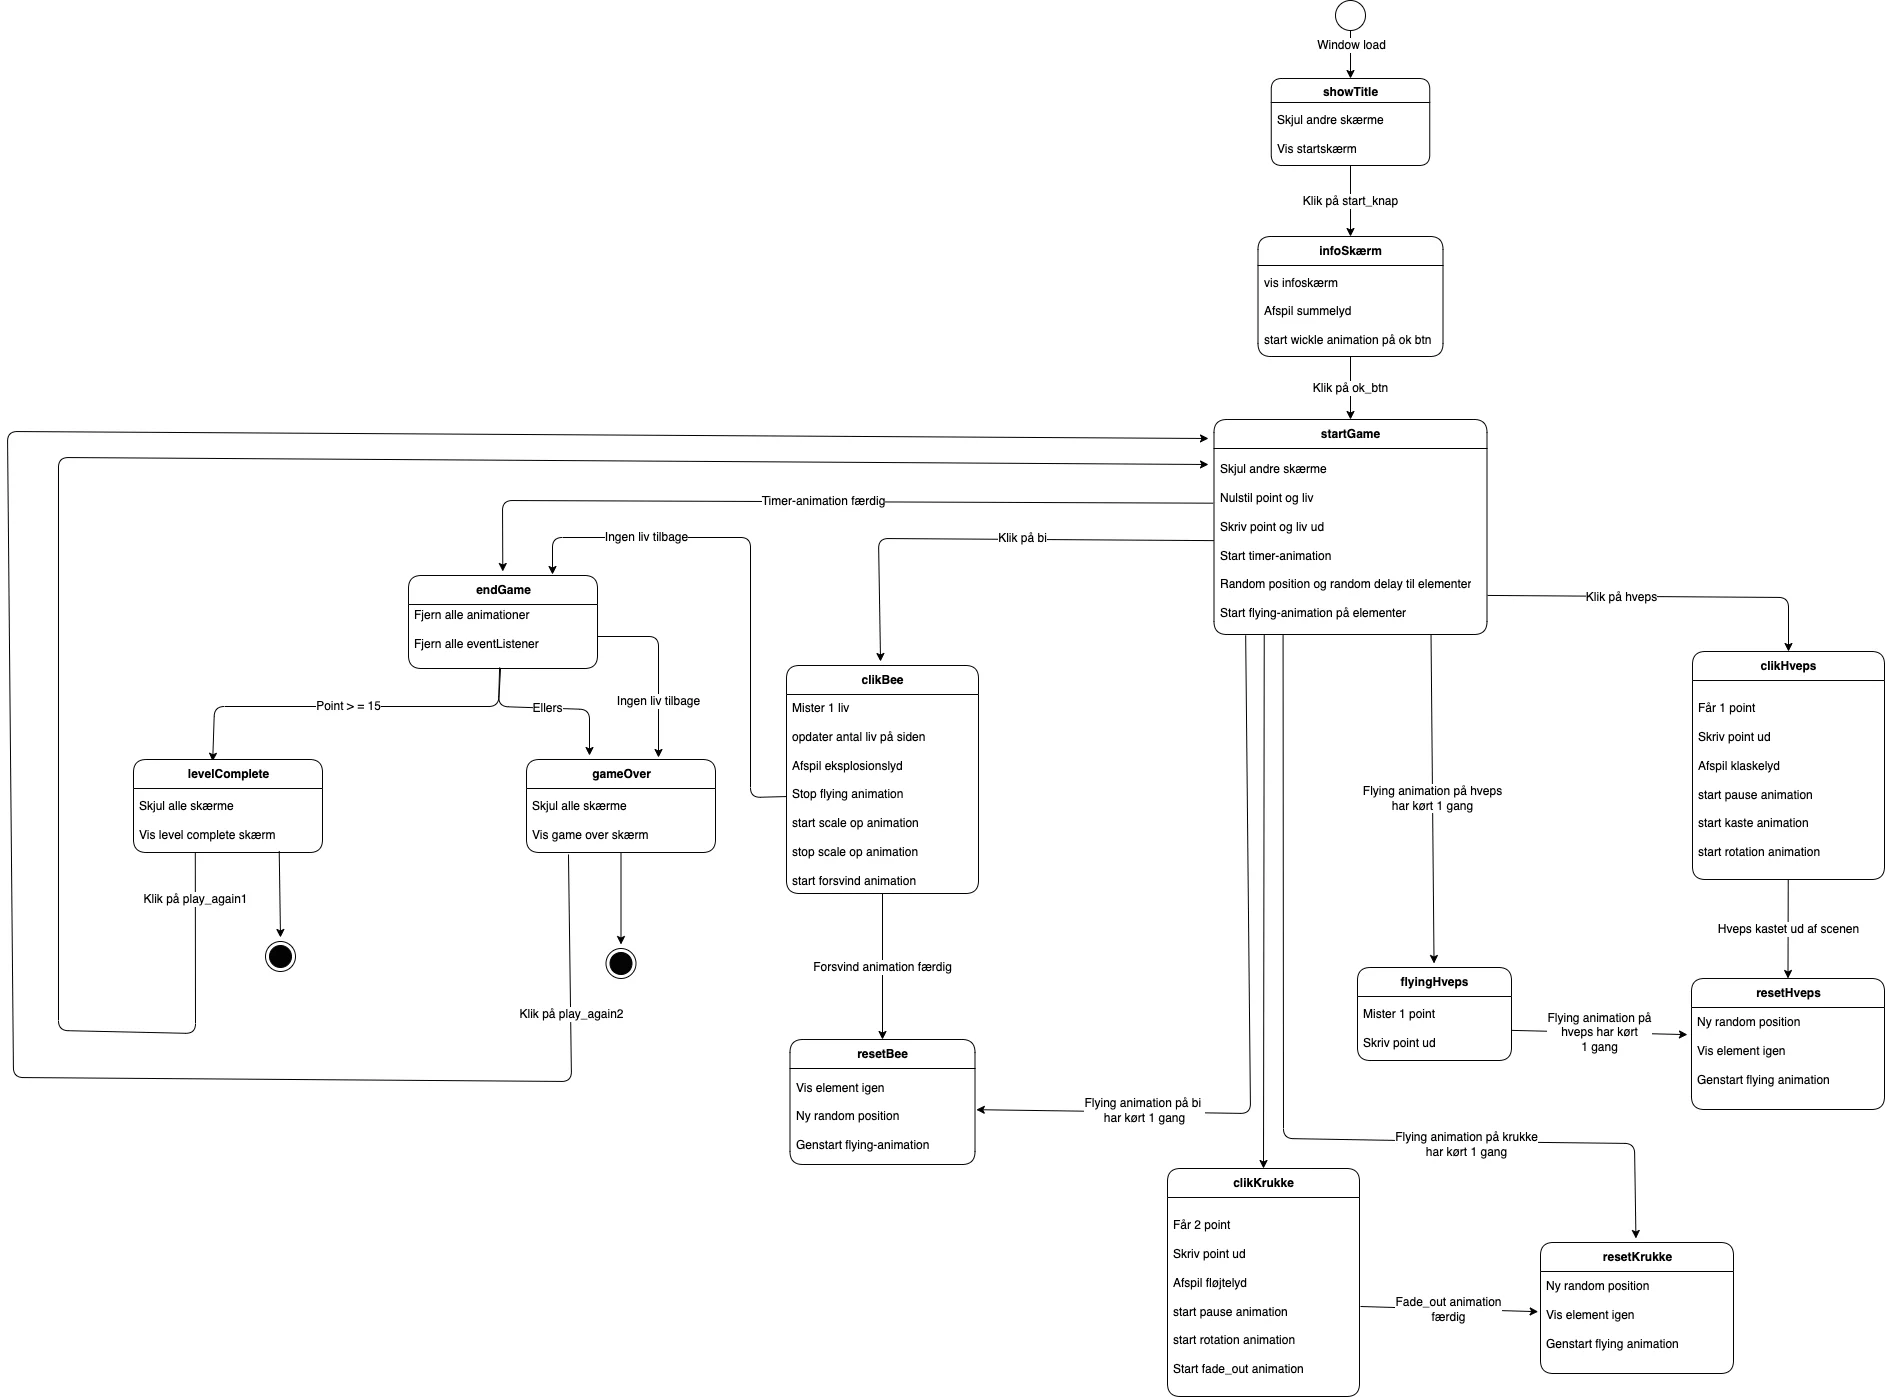 Window load
showTitle
Skjul andre skærme
Vis startskærm
Klik på start_knap
infoSkærm
vis infoskærm
Afspil summelyd
start wickle animation på ok btn
Klik på ok_btn
startGame
Skjul andre skærme
Nulstil point og liv
Skriv point og liv ud
Start timer-animation
Random position og random delay til elementer
Start flying-animation på elementer
Timer-animation færdig
Ingen liv tilbage
Klik på bi
Klik på hveps
endGame
Fjern alle animationer
Fjern alle eventListener
Point > = 15
Ellers
Ingen liv tilbage
levelComplete
Skjul alle skærme
Vis level complete skærm
Klik på play_again1
gameOver
Skjul alle skærme
Vis game over skærm
Klik på play_again2
clikBee
Mister 1 liv
opdater antal liv på siden
Afspil eksplosionslyd
Stop flying animation
start scale op animation
stop scale op animation
start forsvind animation
Forsvind animation færdig
resetBee
Vis element igen
Ny random position
Genstart flying-animation
Flying animation på bi
har kørt 1 gang
Flying animation på hveps
har kørt 1 gang
flyingHveps
Mister 1 point
Skriv point ud
Flying animation på
hveps har kørt
1 gang
clikHveps
Får 1 point
Skriv point ud
Afspil klaskelyd
start pause animation
start kaste animation
start rotation animation
Hveps kastet ud af scenen
resetHveps
Ny random position
Vis element igen
Genstart flying animation
Flying animation på krukke
har kørt 1 gang
clikKrukke
Får 2 point
Skriv point ud
Afspil fløjtelyd
start pause animation
start rotation animation
Start fade_out animation
Fade_out animation
færdig
resetKrukke
Ny random position
Vis element igen
Genstart flying animation